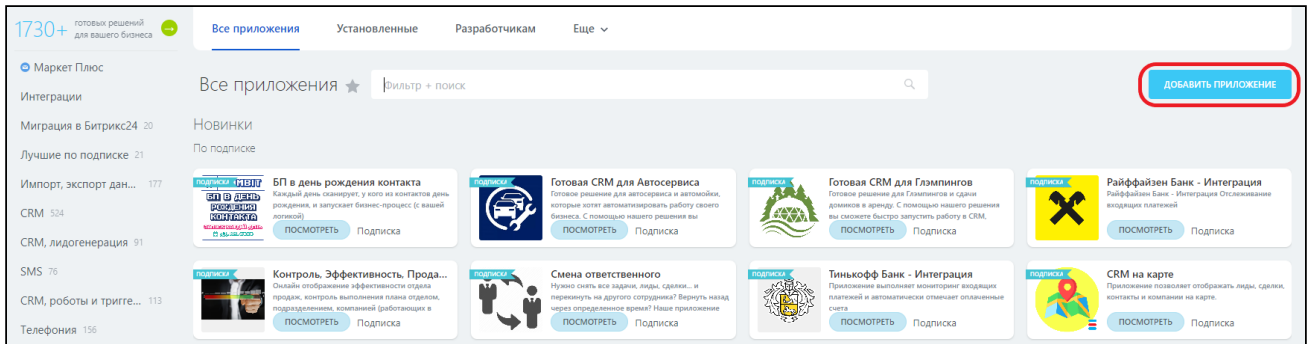 1730+ готовых решений
для вашего бизнеса
Все приложения Установленные Разработчикам Еще
Маркет Плюс
Интеграции
Миграция в Битрикс24 20
Лучшие по подписке 21
Импорт, экспорт дан... 177
CRM 524
CRM, лидогенерация 91
SMS 76
CRM, роботы и тригге... 113
Телефония 156
Все приложения
Фильтр + поиск
ДОБАВИТЬ ПРИЛОЖЕНИЕ
Новинки
По подписке
ПОДПИСКА
БП В ДЕНЬ
РОЖДЕНИЯ
КОНТАКТА
БП в день рождения контакта
Каждый день сканирует, у кого из контактов день
рождения, и запускает бизнес-процесс (с вашей
логикой)
ПОСМОТРЕТЬ Подписка
ПОДПИСКА
Готовая CRM для Автосервиса
Готовое решение для автосервиса и автомойки,
которые хотят автоматизировать работу своего
бизнеса. С помощью нашего решения вы
ПОСМОТРЕТЬ Подписка
ПОДПИСКА
Готовая CRM для Глэмпингов
Готовое решение для глэмпингов и сдачи
домиков в аренду. С помощью нашего решения
вы сможете быстро запустить работу в CRM,
ПОСМОТРЕТЬ Подписка
ПОДПИСКА
Райффайзен Банк - Интеграция
Райффайзен Банк - Интеграция Отслеживание
входящих платежей
ПОСМОТРЕТЬ Подписка
ПОДПИСКА
Контроль, Эффективность, Прода...
Онлайн отображение эффективности отдела
продаж, контроль выполнения плана отделом,
подразделением, компанией (работающих в
ПОСМОТРЕТЬ Подписка
ПОДПИСКА
Смена ответственного
Нужно снять все задачи, лиды, сделки... и
перекинуть на другого сотрудника? Вернуть назад
через определенное время? Наше приложение
ПОСМОТРЕТЬ Подписка
ПОДПИСКА
Тинькофф Банк - Интеграция
Приложение выполняет мониторинг входящих
платежей и автоматически отмечает оплаченные
счета
ПОСМОТРЕТЬ Подписка
ПОДПИСКА
CRM на карте
Приложение позволяет отображать лиды, сделки,
контакты и компании на карте.
ПОСМОТРЕТЬ Подписка